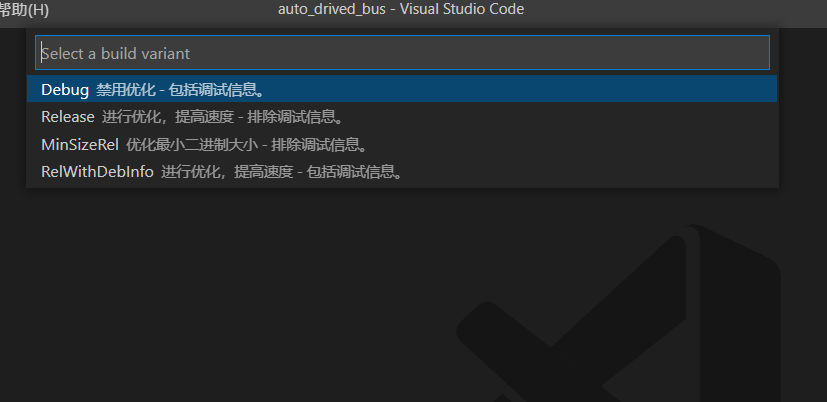 帮助(H)
auto_drived_bus - Visual Studio Code
Select a build variant
Debug 禁用优化 - 包括调试信息。
Release 进行优化，提高速度 - 排除调试信息。
MinSizeRel 优化最小二进制大小 - 排除调试信息。
RelWithDebInfo 进行优化，提高速度 - 包括调试信息。